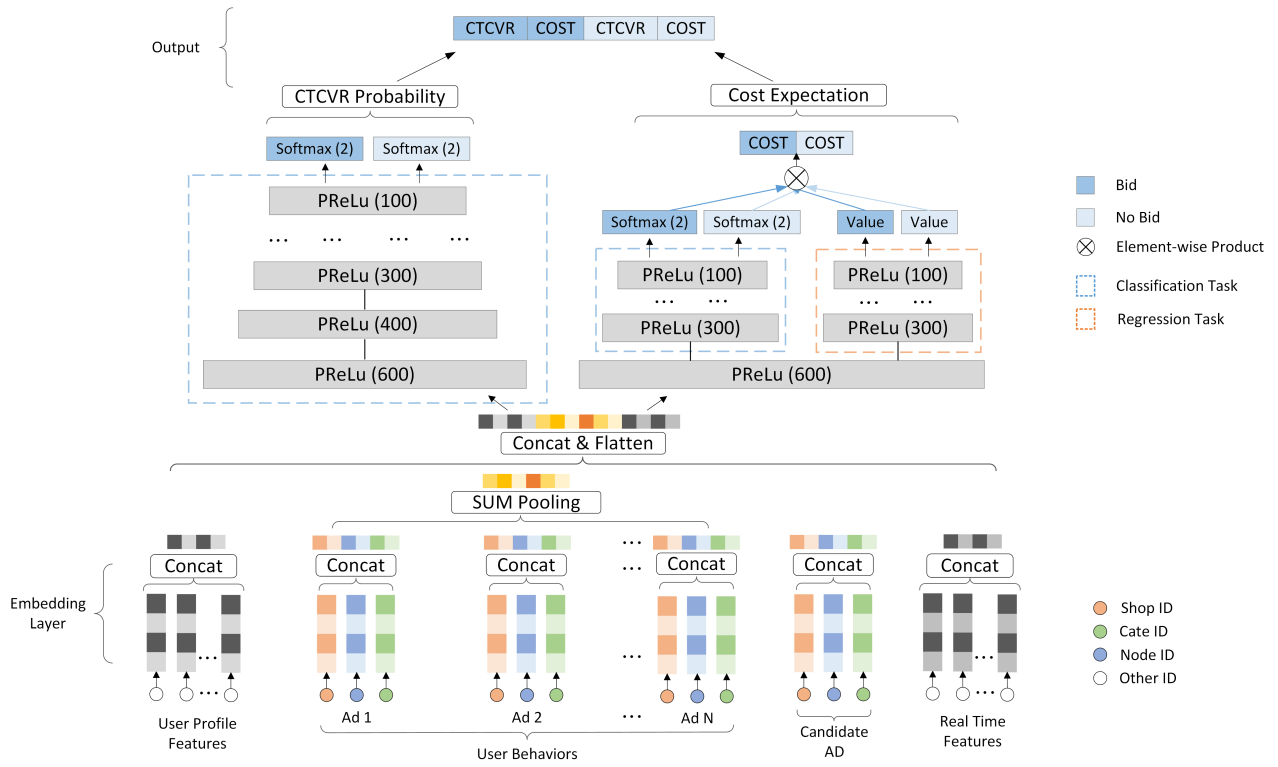 Output
CTCVR COST CTCVR COST
CTCVR Probability
Cost Expectation
Softmax (2) Softmax (2)
COST COST
PReLu (100)
... ... ... ...
PReLu (300)
PReLu (400)
PReLu (600)
Softmax (2) Softmax (2) Value Value
PReLu (100) PReLu (100)
... ... ... ...
PReLu (300) PReLu (300)
PReLu (600)
Bid
No Bid
Element-wise Product
Classification Task
Regression Task
Concat & Flatten
SUM Pooling
...
Concat Concat Concat ... Concat Concat Concat
Embedding
Layer
... ... ...
... ...
User Profile
Features
Ad 1 Ad 2 ... Ad N
User Behaviors
Candidate
AD
Real Time
Features
Shop ID
Cate ID
Node ID
Other ID